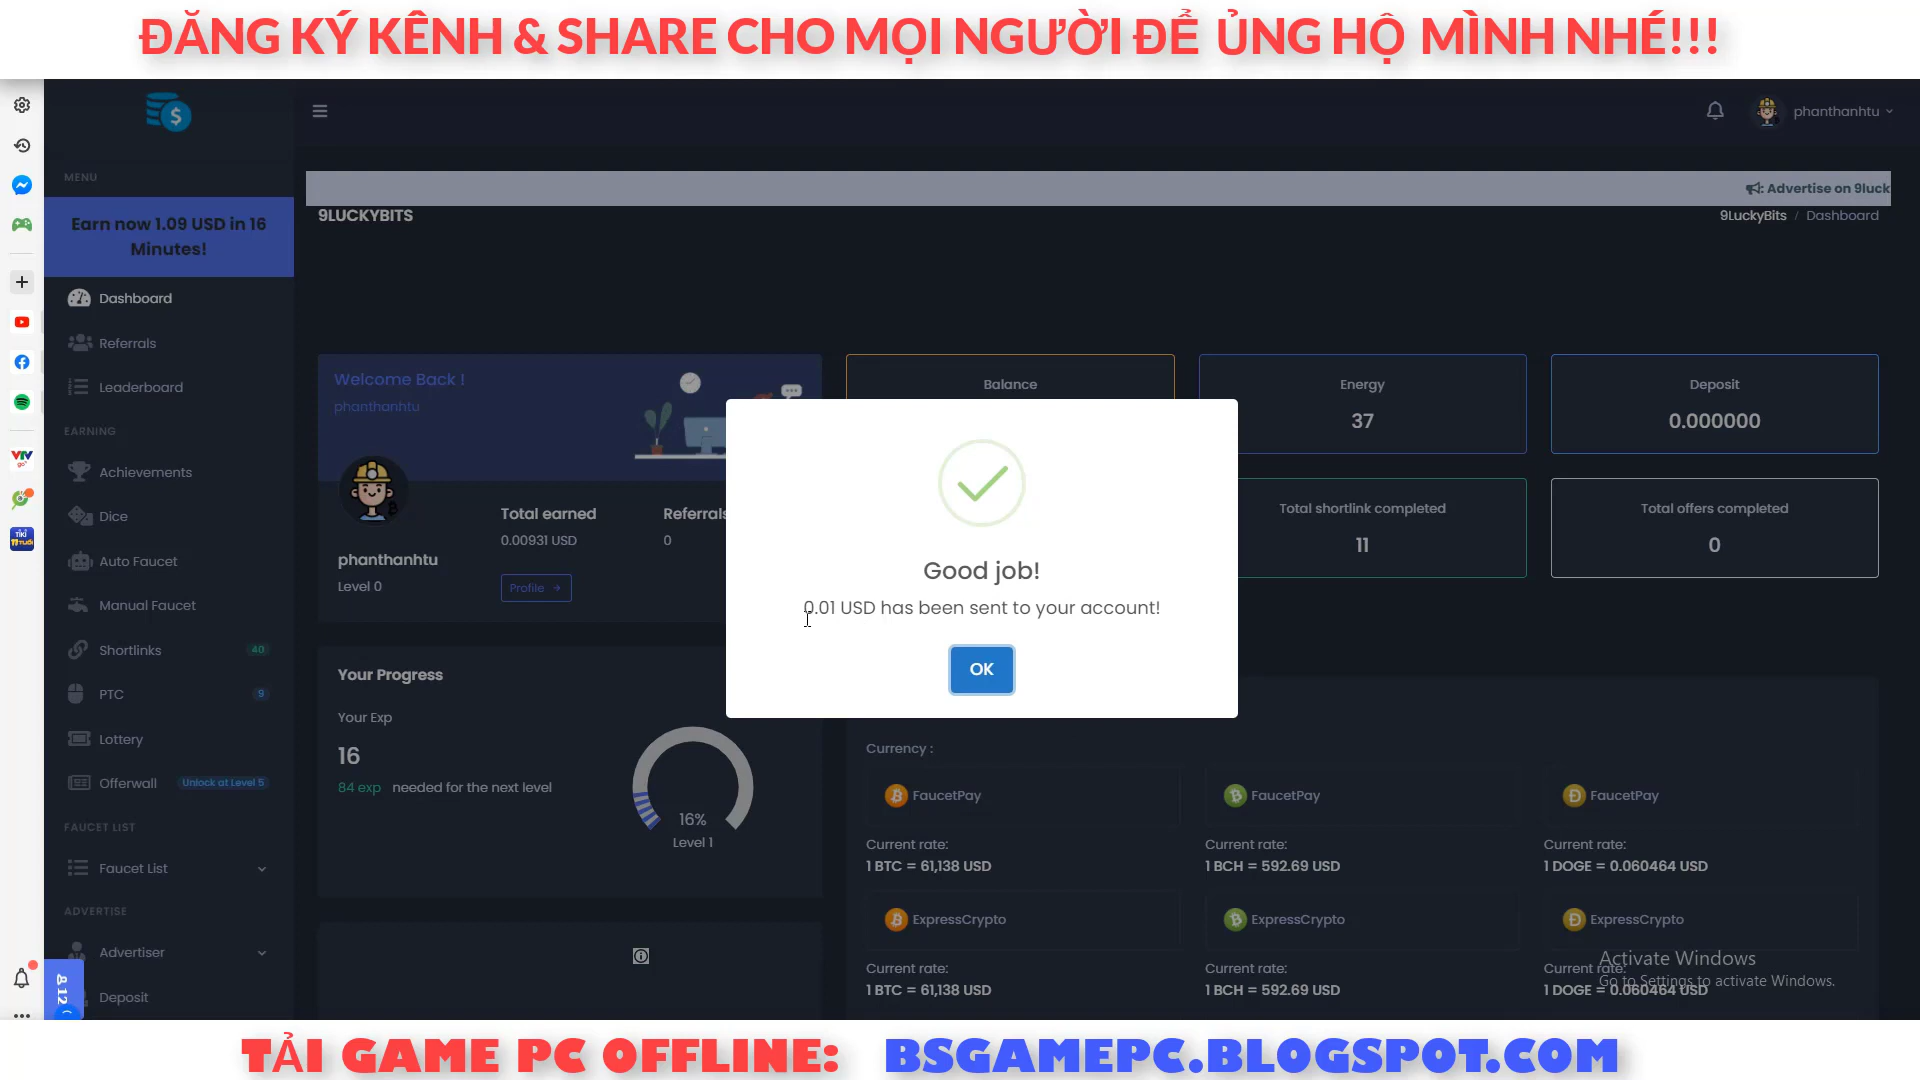 ĐĂNG KÝ KÊNH & SHARE CHO MỌI NGƯỜI ĐỂ ỦNG HỘ MÌNH NHÉ!!!
phanthanhtu
MENU
Earn now 1.09 USD in 16
Minutes!
: Advertise on 9luck
9LUCKYBITS
9LuckyBits / Dashboard
Dashboard
Referrals
Leaderboard
EARNING
Achievements
Dice
Auto Faucet
Manual Faucet
Shortlinks 40
PTC 9
Lottery
Offerwall Unlock at Level 5
FAUCET LIST
Faucet List
ADVERTISE
Advertiser
Deposit
Welcome Back !
phanthanhtu
phanthanhtu
Level 0
Total earned
0.00931 USD
Profile
Referrals
0
Balance
Energy
37
Deposit
0.000000
Total shortlink completed
11
Total offers completed
0
Good job!
0.01 USD has been sent to your account!
OK
Your Progress
Your Exp
16
84 exp needed for the next level
16%
Level 1
Currency :
FaucetPay
Current rate:
1 BTC = 61,138 USD
FaucetPay
Current rate:
1 BCH = 592.69 USD
FaucetPay
Current rate:
1 DOGE = 0.060464 USD
ExpressCrypto
Current rate:
1 BTC = 61,138 USD
ExpressCrypto
Current rate:
1 BCH = 592.69 USD
ExpressCrypto
Current rate:
1 DOGE = 0.060464 USD
Activate Windows
Go to Settings to activate Windows.
VTV
go
TIKI
TẢI GAME PC OFFLINE: BSGAMEPC.BLOGSPOT.COM